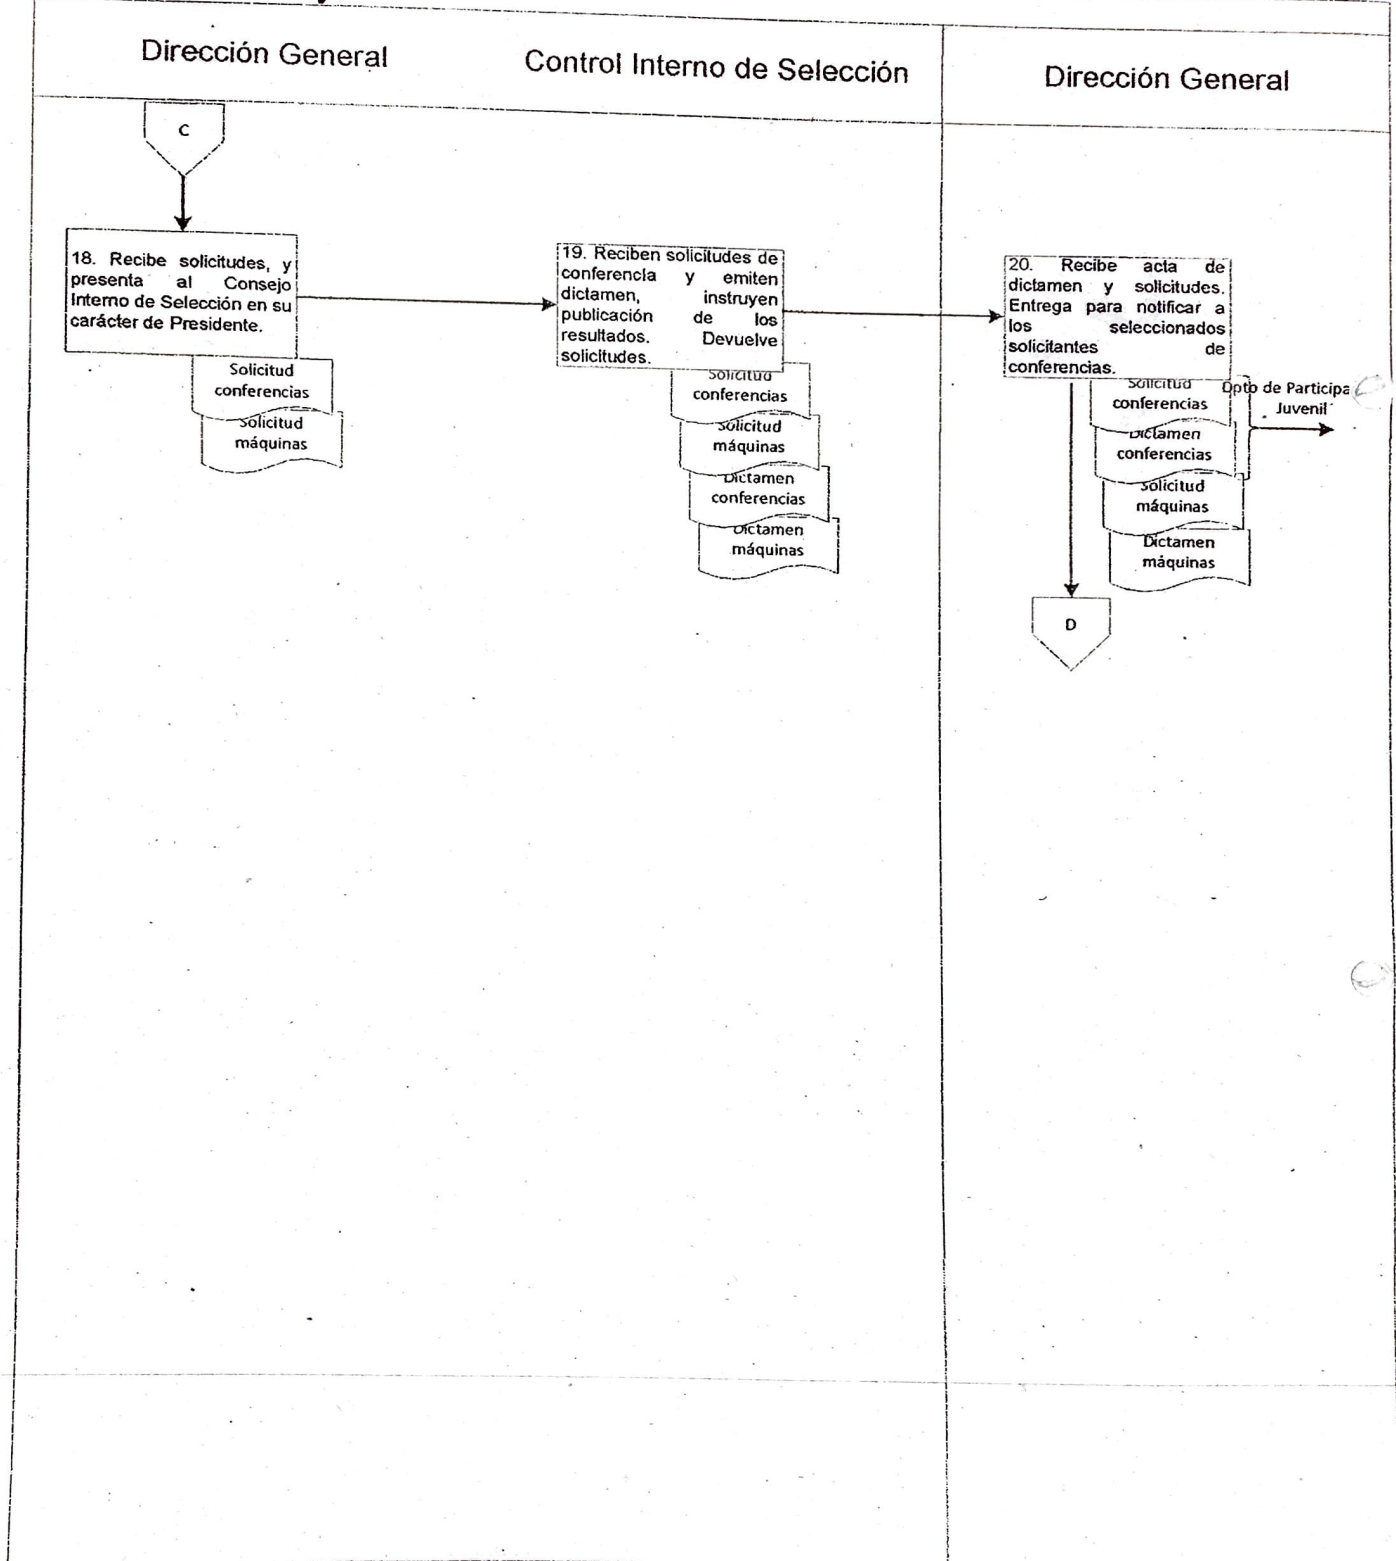 Dirección General
Control Interno de Selección
Dirección General
C
18. Recibe solicitudes, y
presenta al Consejo
Interno de Selección en su
carácter de Presidente.
Solicitud
conferencias
Solicitud
máquinas
19. Reciben solicitudes de
conferencia y emiten
dictamen, instruyen
publicación de los
resultados. Devuelve
solicitudes.
Solicitud
conferencias
Solicitud
máquinas
Dictamen
conferencias
Dictamen
máquinas
20. Recibe acta de
dictamen y solicitudes.
Entrega para notificar a
los seleccionados
solicitantes de
conferencias.
Solicitud
conferencias
Dictamen
conferencias
Solicitud
máquinas
Dictamen
máquinas
Dpto de Participa
Juvenil
D